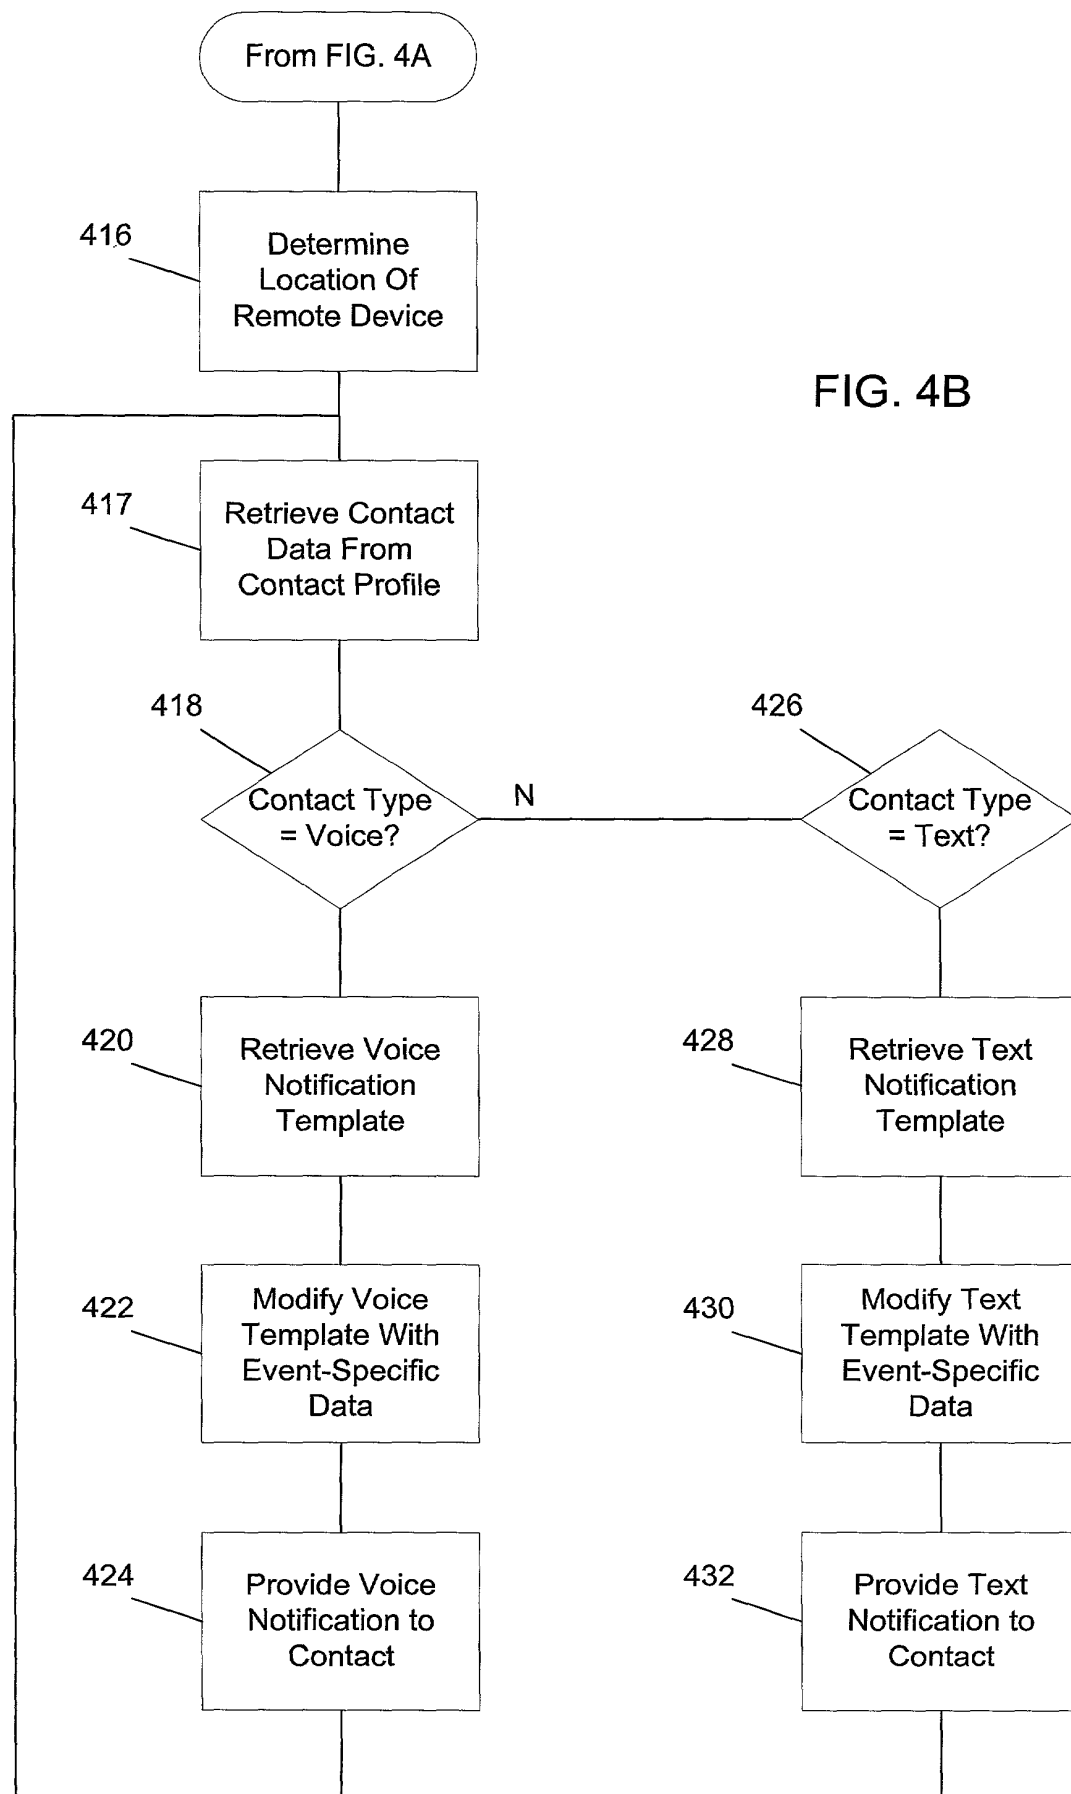 From FIG. 4A
416
Determine
Location Of
Remote Device
FIG. 4B
417
Retrieve Contact
Data From
Contact Profile
418
Contact Type
= Voice?
N
426
Contact Type
= Text?
420
Retrieve Voice
Notification
Template
428
Retrieve Text
Notification
Template
422
Modify Voice
Template With
Event-Specific
Data
430
Modify Text
Template With
Event-Specific
Data
424
Provide Voice
Notification to
Contact
432
Provide Text
Notification to
Contact